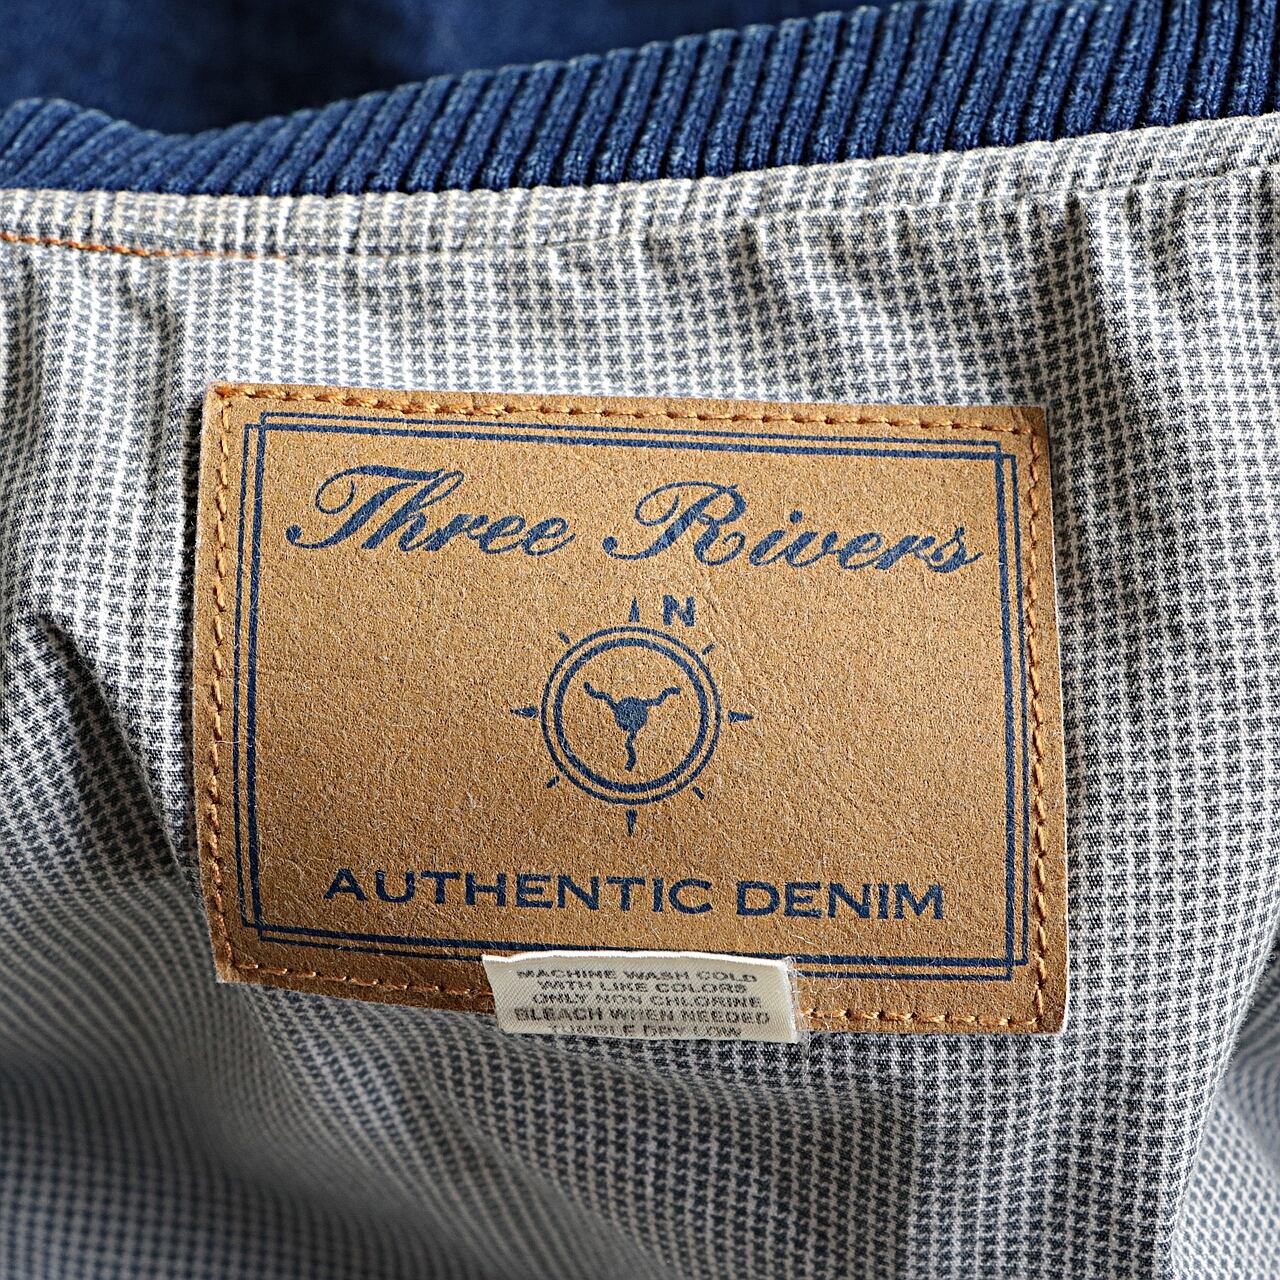 Three Rivers
N
AUTHENTIC DENIM
MACHINE WASH COLD
WITH LIKE COLORS
ONLY NON CHLORINE
BLEACH WHEN NEEDED
TUMBLE DRY LOW